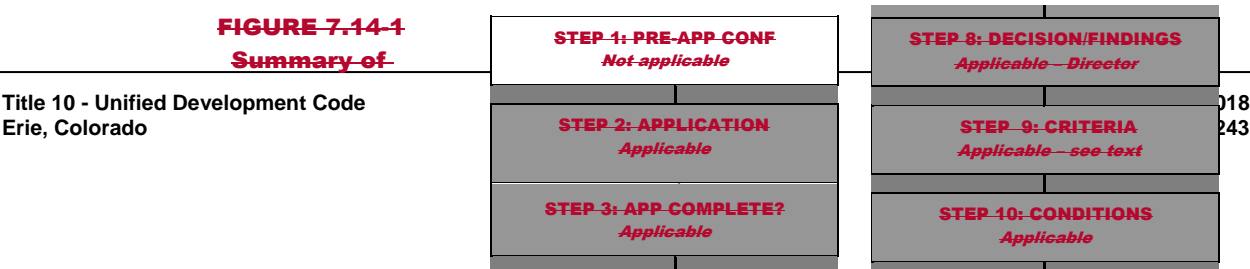 FIGURE 7.14-1
Summary of
STEP 1: PRE-APP CONF
Not applicable
STEP 2: APPLICATION
Applicable
STEP 3: APP COMPLETE?
Applicable
STEP 8: DECISION/FINDINGS
Applicable – Director
STEP 9: CRITERIA
Applicable – see text
STEP 10: CONDITIONS
Applicable
Title 10 - Unified Development Code
Erie, Colorado
018
243